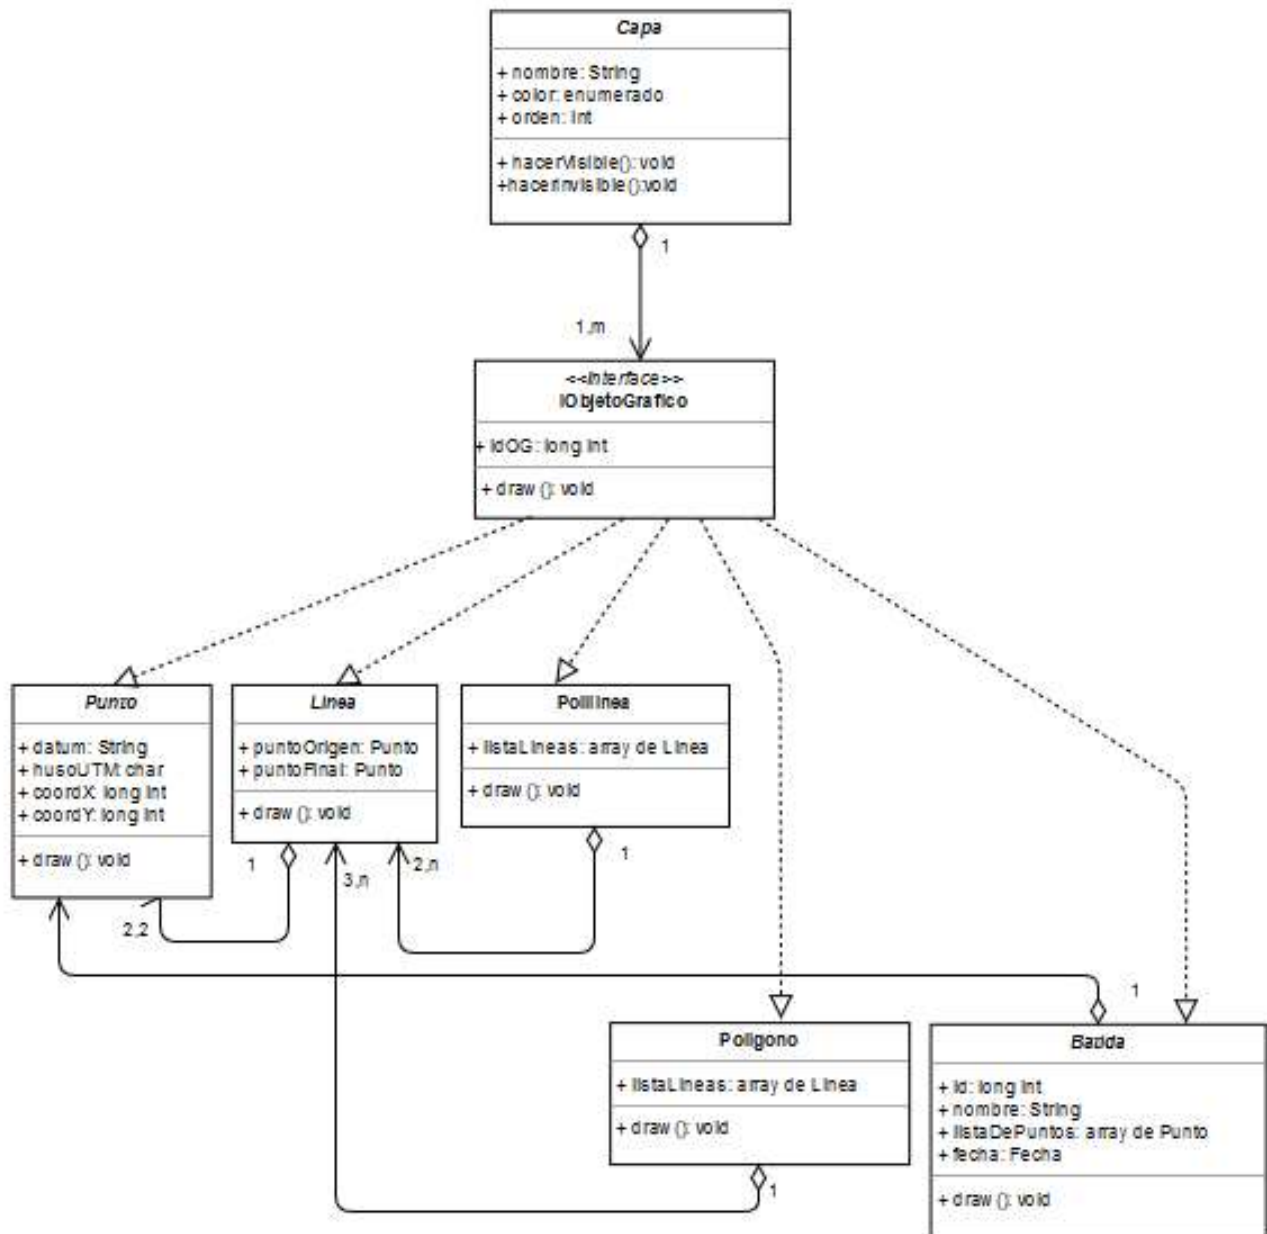 Capa
+ nombre: String
+ color: enumerado
+ orden: int
+ hacerVisible(): void
+hacerInvisible():void
1
1,m
<<Interface>>
IObjetoGrafico
+ idOG: long int
+ draw (): void
Punto
+ datum: String
+ husoUTM: char
+ coordX: long int
+ coordY: long int
+ draw (): void
Linea
+ puntoOrigen: Punto
+ puntoFinal: Punto
+ draw (): void
Polilinea
+ listaLineas: array de Linea
+ draw (): void
1
2,2
3,n
2,n
1
1
Poligono
+ listaLineas: array de Linea
+ draw (): void
1
Batida
+ id: long int
+ nombre: String
+ listaDePuntos: array de Punto
+ fecha: Fecha
+ draw (): void